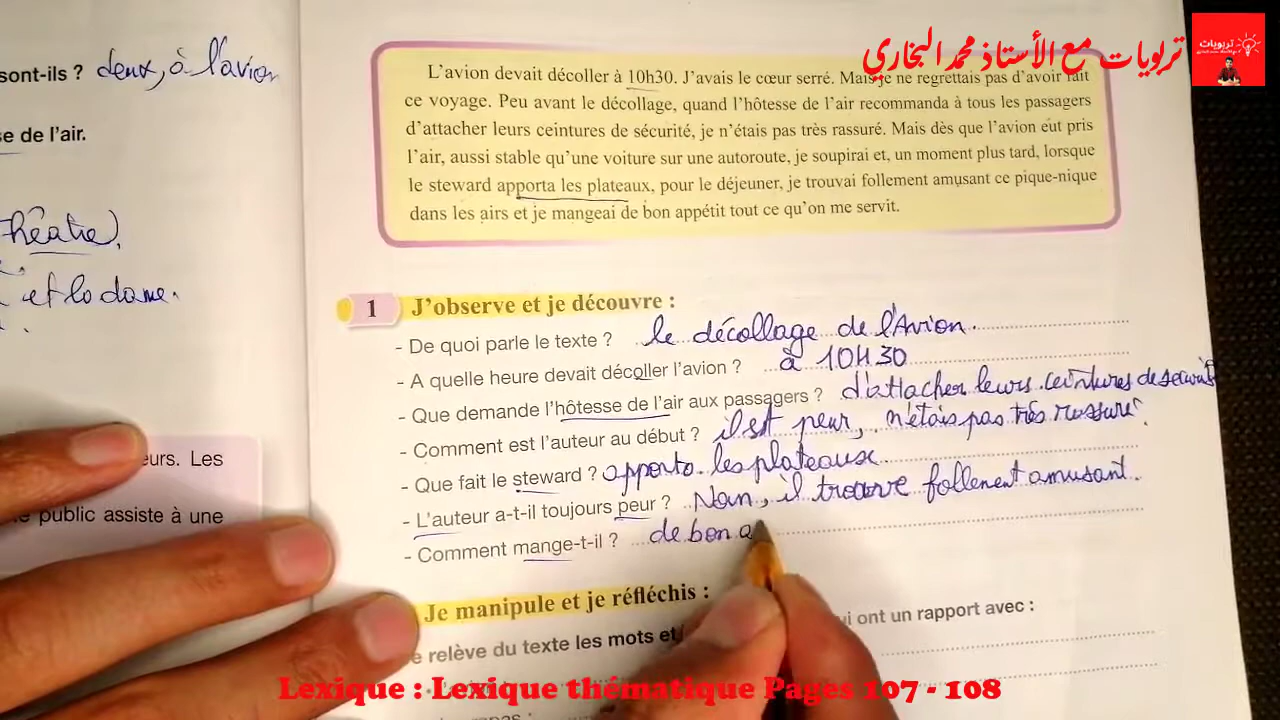 تربويات مع الأستاذ محمد البخاري
تربويات
sont-ils ? deux, à l'avion
se de l'air.
théâtre,
et la dame.
eurs. Les
public assiste à une
L'avion devait décoller à 10h30. J'avais le cœur serré. Mais je ne regrettais pas d'avoir fait
ce voyage. Peu avant le décollage, quand l'hôtesse de l'air recommanda à tous les passagers
d'attacher leurs ceintures de sécurité, je n'étais pas très rassuré. Mais dès que l'avion eut pris
l'air, aussi stable qu'une voiture sur une autoroute, je soupirai et, un moment plus tard, lorsque
le steward apporta les plateaux, pour le déjeuner, je trouvai follement amusant ce pique-nique
dans les airs et je mangeai de bon appétit tout ce qu'on me servit.
1 J'observe et je découvre :
- De quoi parle le texte ? le décollage de l'Avion.
- A quelle heure devait décoller l'avion ? à 10H30
- Que demande l'hôtesse de l'air aux passagers ? d'attacher leurs ceintures de sécurité
- Comment est l'auteur au début ? il est peur, n'étais pas très rassuré.
- Que fait le steward ? apporta les plateaux
- L'auteur a-t-il toujours peur ? Non, il trouve follement amusant.
- Comment mange-t-il ? de bon a
Je manipule et je réfléchis :
e relève du texte les mots et
ui ont un rapport avec :
Lexique : Lexique thématique Pages 107 - 108